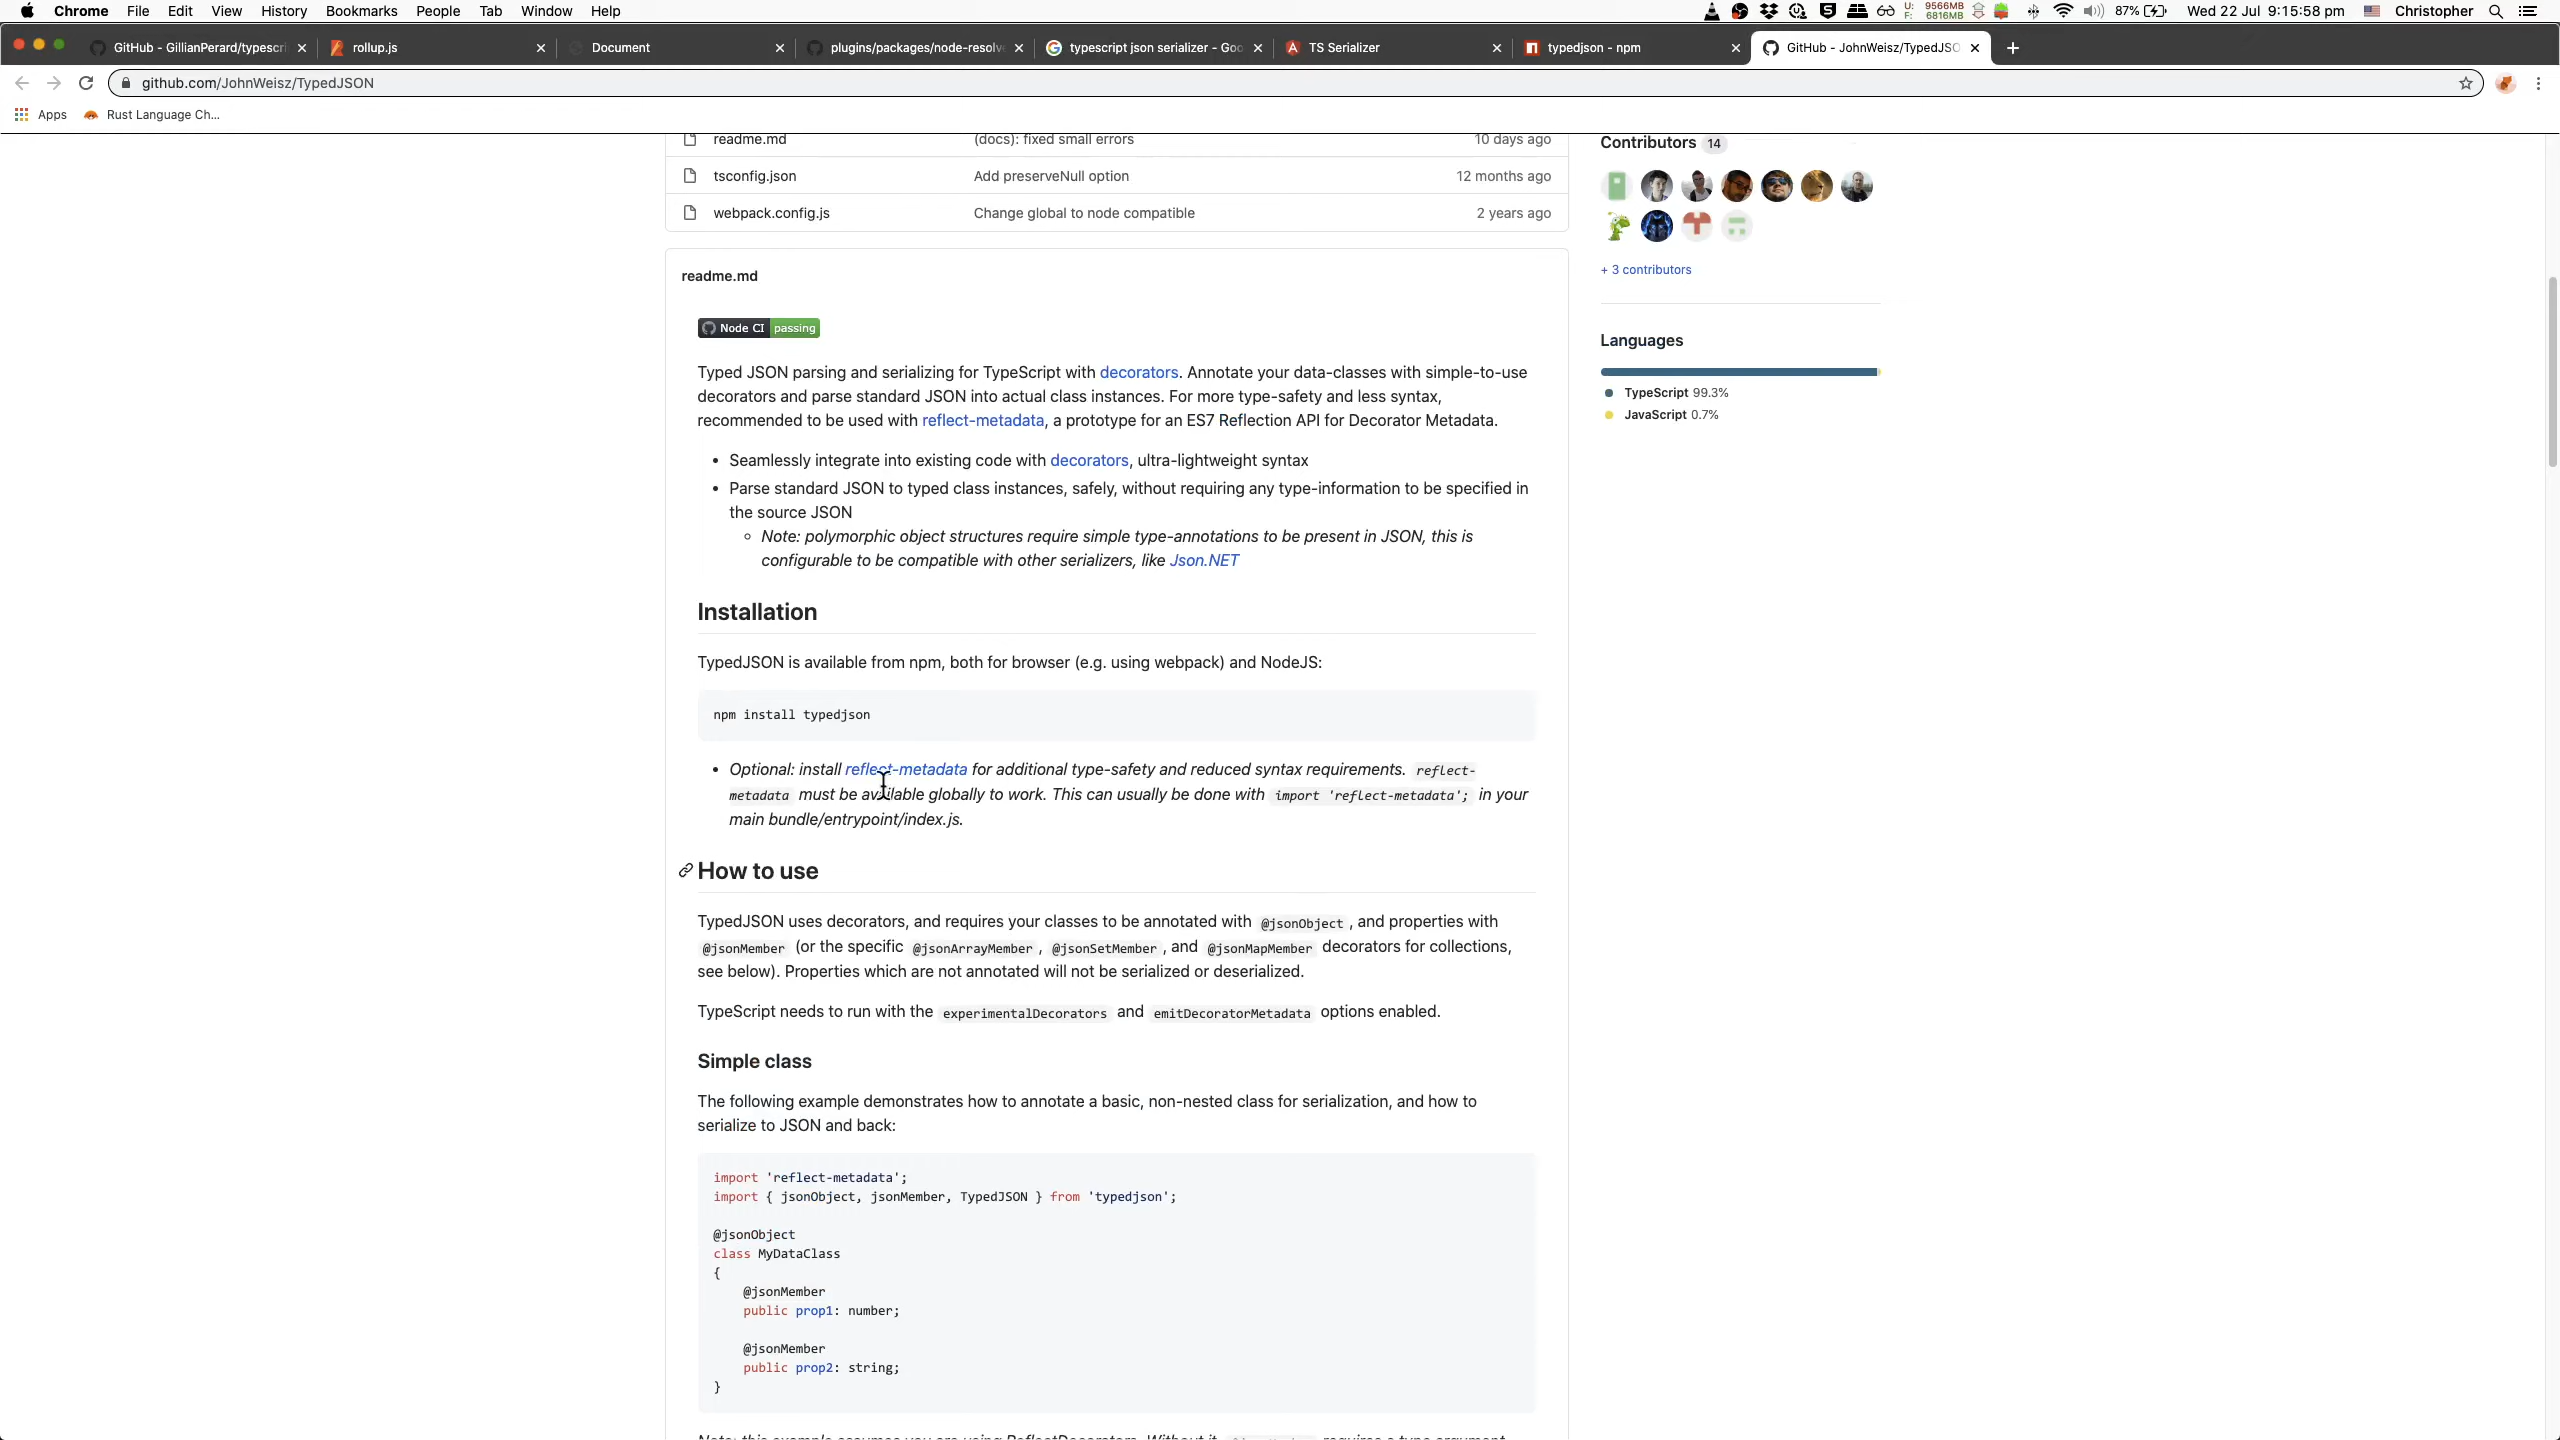 Chrome File Edit View History Bookmarks People Tab Window Help U: 9566MB F: 6816MB 87% Wed 22 Jul 9:15:58 pm Christopher
GitHub - GillianPerard/typescri rollup.js Document plugins/packages/node-resolve typescript json serializer - Goo TS Serializer typedjson - npm GitHub - JohnWeisz/TypedJSO
github.com/JohnWeisz/TypedJSON
Apps Rust Language Ch...
readme.md (docs): fixed small errors 10 days ago
tsconfig.json Add preserveNull option 12 months ago
webpack.config.js Change global to node compatible 2 years ago
Contributors 14
+ 3 contributors
Languages
TypeScript 99.3%
JavaScript 0.7%
readme.md
Node CI passing
Typed JSON parsing and serializing for TypeScript with decorators. Annotate your data-classes with simple-to-use
decorators and parse standard JSON into actual class instances. For more type-safety and less syntax,
recommended to be used with reflect-metadata, a prototype for an ES7 Reflection API for Decorator Metadata.
• Seamlessly integrate into existing code with decorators, ultra-lightweight syntax
• Parse standard JSON to typed class instances, safely, without requiring any type-information to be specified in
the source JSON
◦ Note: polymorphic object structures require simple type-annotations to be present in JSON, this is
configurable to be compatible with other serializers, like Json.NET
Installation
TypedJSON is available from npm, both for browser (e.g. using webpack) and NodeJS:
npm install typedjson
• Optional: install reflect-metadata for additional type-safety and reduced syntax requirements. reflect-
metadata must be available globally to work. This can usually be done with import 'reflect-metadata'; in your
main bundle/entrypoint/index.js.
How to use
TypedJSON uses decorators, and requires your classes to be annotated with @jsonObject, and properties with
@jsonMember (or the specific @jsonArrayMember, @jsonSetMember, and @jsonMapMember decorators for collections,
see below). Properties which are not annotated will not be serialized or deserialized.
TypeScript needs to run with the experimentalDecorators and emitDecoratorMetadata options enabled.
Simple class
The following example demonstrates how to annotate a basic, non-nested class for serialization, and how to
serialize to JSON and back:
import 'reflect-metadata';
import { jsonObject, jsonMember, TypedJSON } from 'typedjson';
@jsonObject
class MyDataClass
{
@jsonMember
public prop1: number;
@jsonMember
public prop2: string;
}
Note: this example assumes you are using ReflectDecorators. Without it, requires a type argument